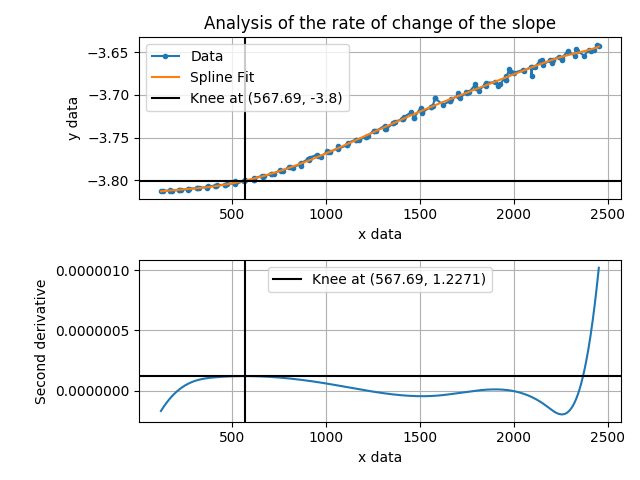 Analysis of the rate of change of the slope
Data
Spline Fit
Knee at (567.69, -3.8)
y data
−3.65
−3.70
−3.75
−3.80
500 1000 1500 2000 2500
x data
Knee at (567.69, 1.2271)
Second derivative
0.0000010
0.0000005
0.0000000
500 1000 1500 2000 2500
x data